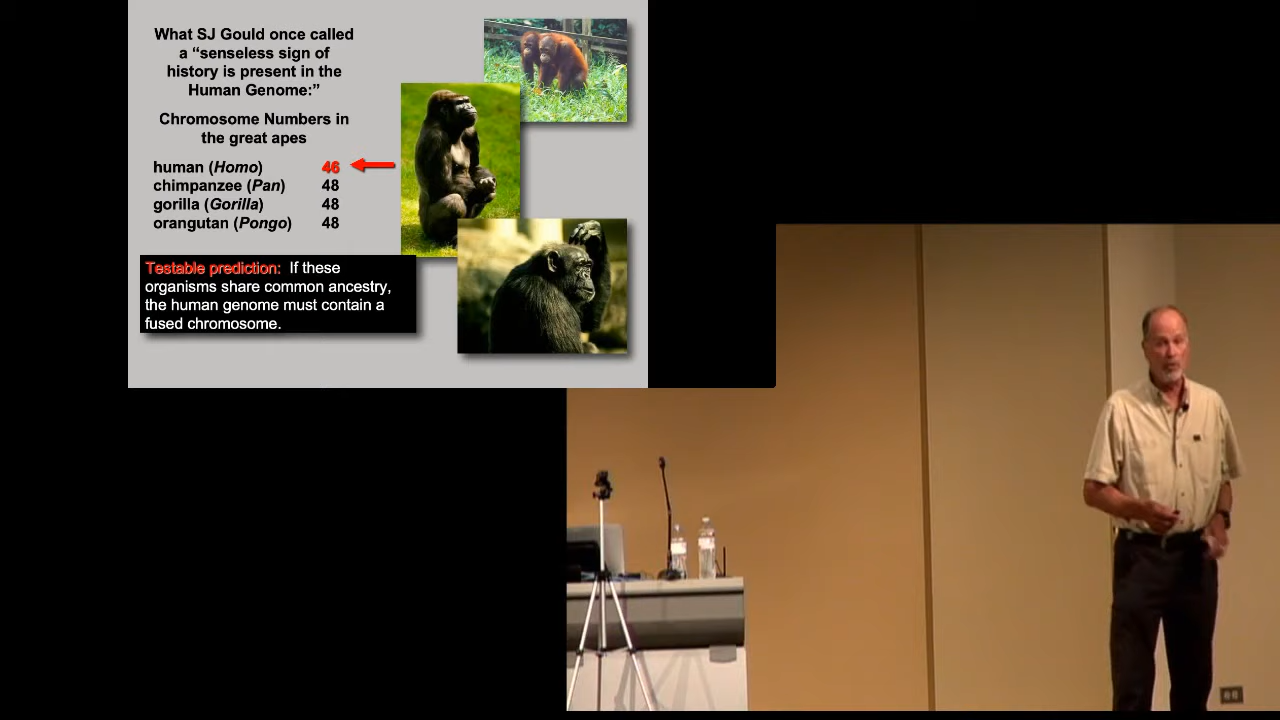 What SJ Gould once called
a “senseless sign of
history is present in the
Human Genome:”
Chromosome Numbers in
the great apes
human (Homo) 46
chimpanzee (Pan) 48
gorilla (Gorilla) 48
orangutan (Pongo) 48
Testable prediction: If these
organisms share common ancestry,
the human genome must contain a
fused chromosome.